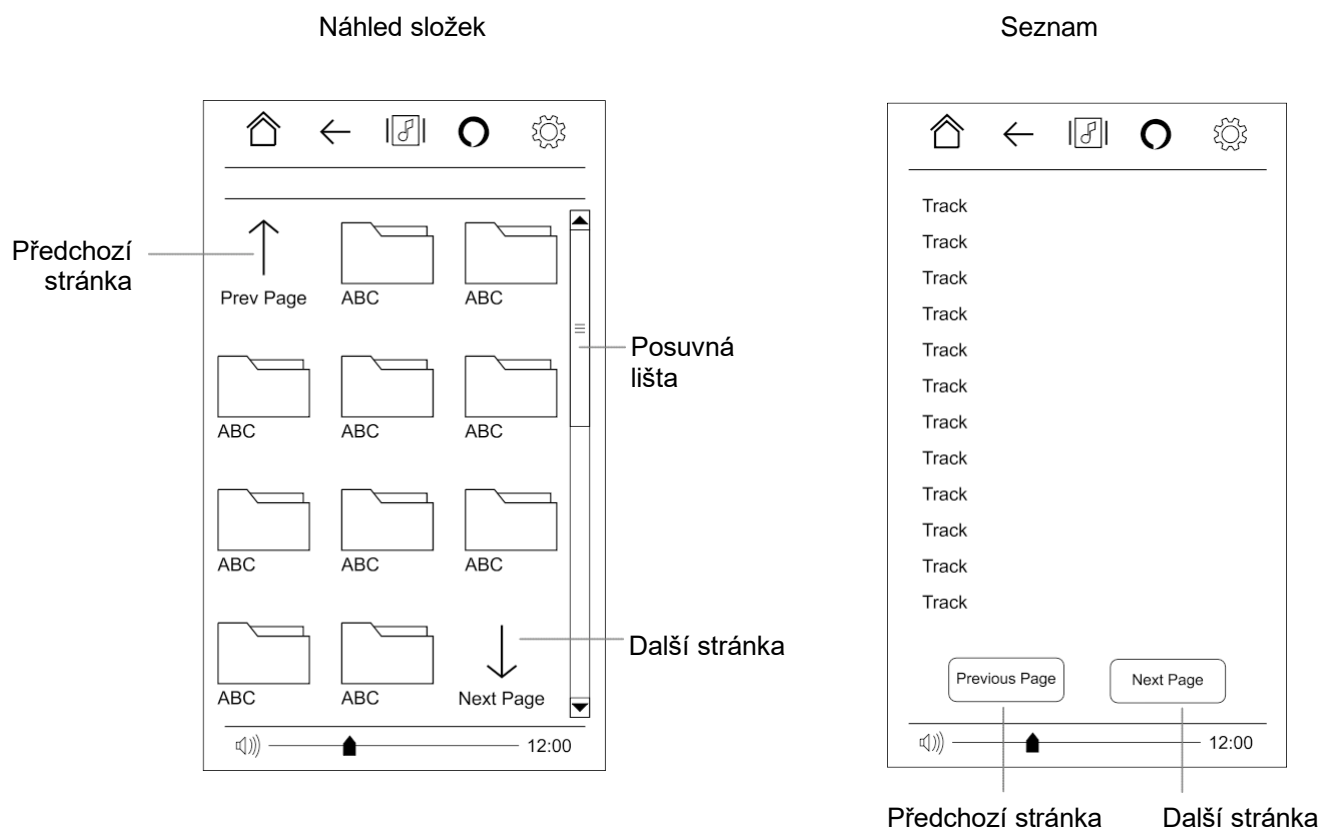 Náhled složek
Seznam
Předchozí
stránka
Prev Page
ABC
ABC
ABC
ABC
ABC
Posuvná
lišta
ABC
ABC
ABC
ABC
ABC
Next Page
Další stránka
12:00
Track
Track
Track
Track
Track
Track
Track
Track
Track
Track
Track
Track
Previous Page
Next Page
12:00
Předchozí stránka
Další stránka